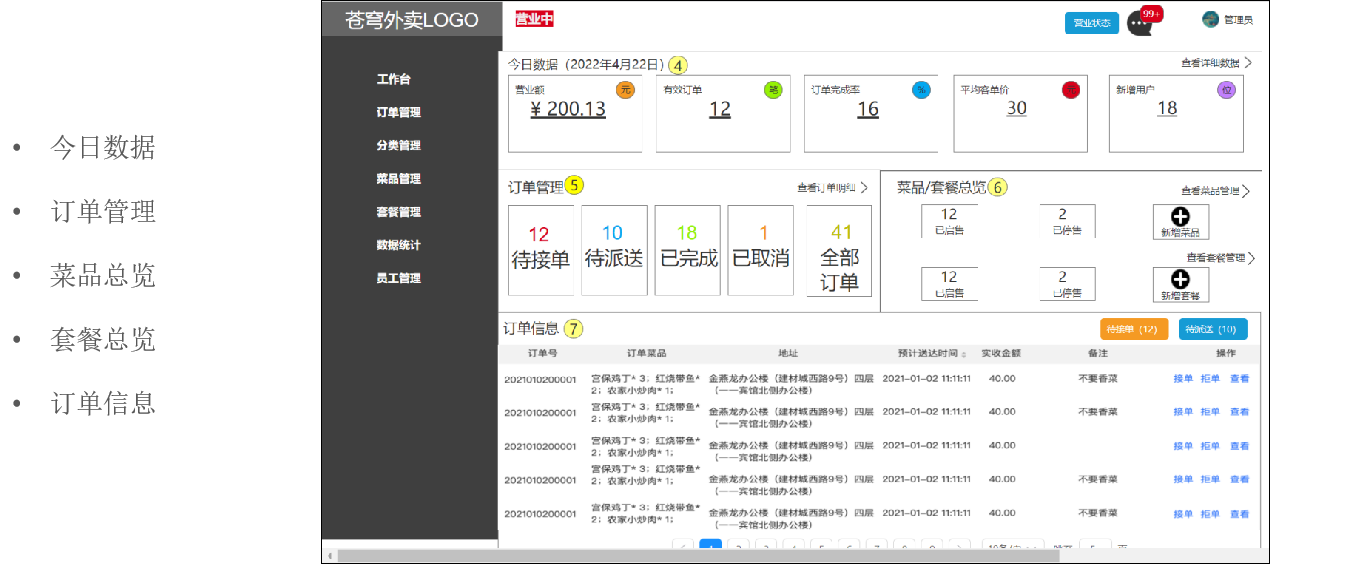 • 今日数据
• 订单管理
• 菜品总览
• 套餐总览
• 订单信息
苍穹外卖LOGO
营业中
营业状态
99+
管理员
工作台
订单管理
分类管理
菜品管理
套餐管理
数据统计
员工管理
今日数据（2022年4月22日） 4
查看详细数据
营业额 元
¥ 200.13
有效订单 笔
12
订单完成率 %
16
平均客单价 元
30
新增用户 位
18
订单管理 5
查看订单明细
12
待接单
10
待派送
18
已完成
1
已取消
41
全部
订单
菜品/套餐总览 6
查看菜品管理
12
已启售
2
已停售
新增菜品
查看套餐管理
12
已启售
2
已停售
新增套餐
订单信息 7
待接单 (12) 待派送 (10)
订单号 订单菜品 地址 预计送达时间 实收金额 备注 操作
2021010200001 宫保鸡丁* 3; 红烧带鱼* 金燕龙办公楼（建材城西路9号）四层 2021-01-02 11:11:11 40.00 不要香菜 接单 拒单 查看
2; 农家小炒肉* 1; （一一宾馆北侧办公楼）
2021010200001 宫保鸡丁* 3; 红烧带鱼* 金燕龙办公楼（建材城西路9号）四层 2021-01-02 11:11:11 40.00 不要香菜 接单 拒单 查看
2; 农家小炒肉* 1; （一一宾馆北侧办公楼）
2021010200001 宫保鸡丁* 3; 红烧带鱼* 金燕龙办公楼（建材城西路9号）四层 2021-01-02 11:11:11 40.00 接单 拒单 查看
2; 农家小炒肉* 1; （一一宾馆北侧办公楼）
2021010200001 宫保鸡丁* 3; 红烧带鱼* 金燕龙办公楼（建材城西路9号）四层 2021-01-02 11:11:11 40.00 不要香菜 接单 拒单 查看
2; 农家小炒肉* 1; （一一宾馆北侧办公楼）
2021010200001 宫保鸡丁* 3; 红烧带鱼* 金燕龙办公楼（建材城西路9号）四层 2021-01-02 11:11:11 40.00 不要香菜 接单 拒单 查看
2; 农家小炒肉* 1; （一一宾馆北侧办公楼）